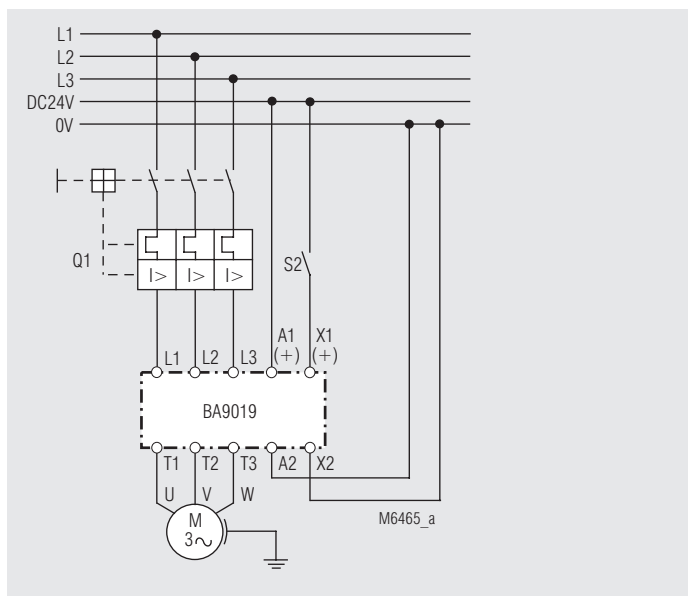 L1
L2
L3
DC24V
0V
Q1
I> I> I>
S2
A1 X1
L1 L2 L3 (+) (+)
BA9019
T1 T2 T3 A2 X2
U V W
M
3~
M6465_a